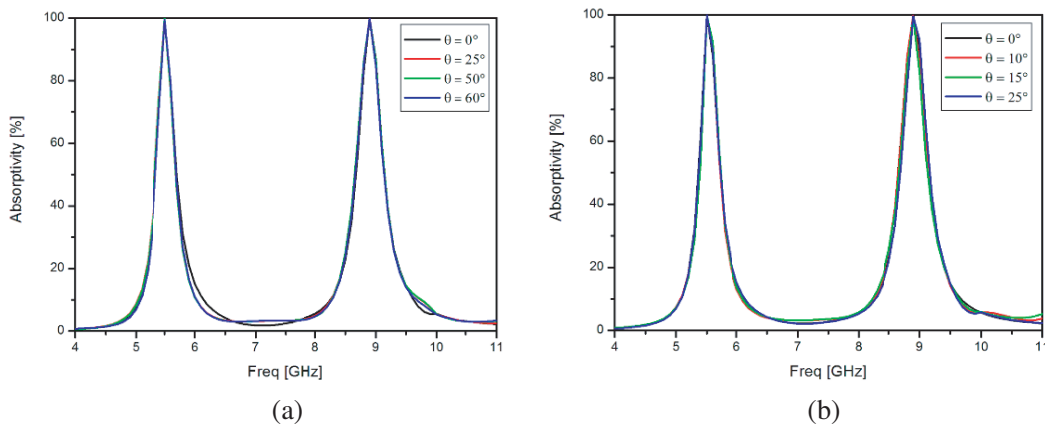 100
80
60
40
20
0
Absorptivity [%]
θ = 0°
θ = 25°
θ = 50°
θ = 60°
4 5 6 7 8 9 10 11
Freq [GHz]
(a)
100
80
60
40
20
0
Absorptivity [%]
θ = 0°
θ = 10°
θ = 15°
θ = 25°
4 5 6 7 8 9 10 11
Freq [GHz]
(b)